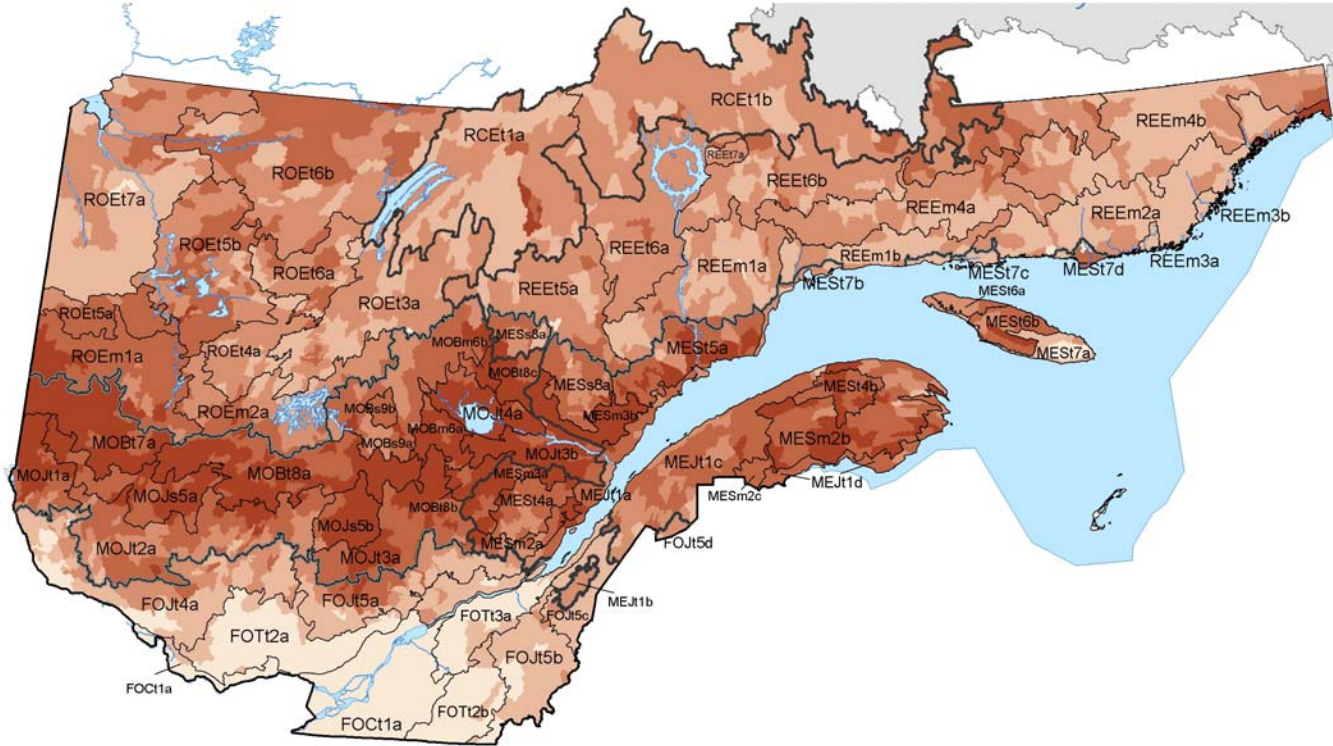 RCEt1b
RCEt1a
REEm4b
REEt7a
ROEt6b
REEt6b
ROEt7a
REEm4a
REEm2a
REEm3b
ROEt5b
REEt6a
ROEt6a
REEm1a
REEm1b
MESt7c
MESt7d
REEm3a
MESt7b
REEt5a
MESt6a
ROEt3a
ROEt5a
MESt6b
MESs8a
MOBm6b
MESt5a
ROEm1a
ROEt4a
MESt7a
MOBt8c
MESs8a
MESt4b
MOBs9b
MOJt4a
MESm3b
ROEm2a
MOBm6a
MOBt7a
MOBs9a
MESm2b
MOJt3b
MEJt1c
MOJt1a
MOBt8a
MESm3a
MEJt1d
MEJt1a
MOJs5a
MESt4a
MESm2c
MOBt8b
MOJs5b
MESm2a
FOJt5d
MOJt2a
MOJt3a
FOJt4a
FOJt5a
MEJt1b
FOTt3a
FOJt5c
FOTt2a
FOJt5b
FOCt1a
FOTt2b
FOCt1a